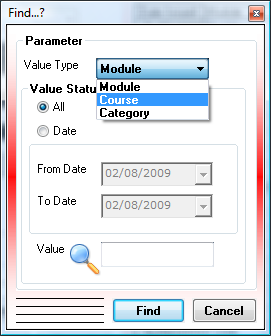 Find...?
Parameter
Value Type Module
Module
Value Statu
Course
All
Category
Date
From Date 02/08/2009
To Date 02/08/2009
Value
Find Cancel